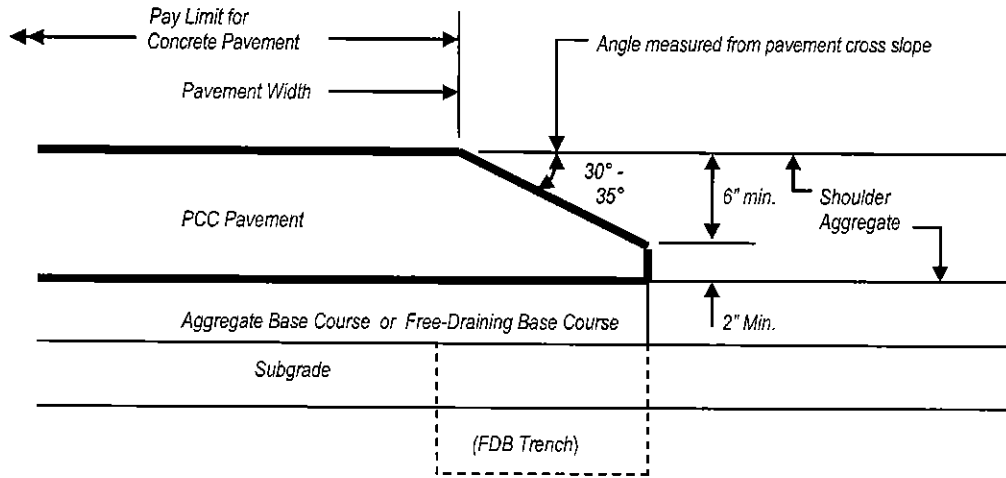 Pay Limit for
Concrete Pavement
Angle measured from pavement cross slope
Pavement Width
30° -
35°
6" min.
Shoulder
Aggregate
PCC Pavement
Aggregate Base Course or Free-Draining Base Course
2" Min.
Subgrade
(FDB Trench)